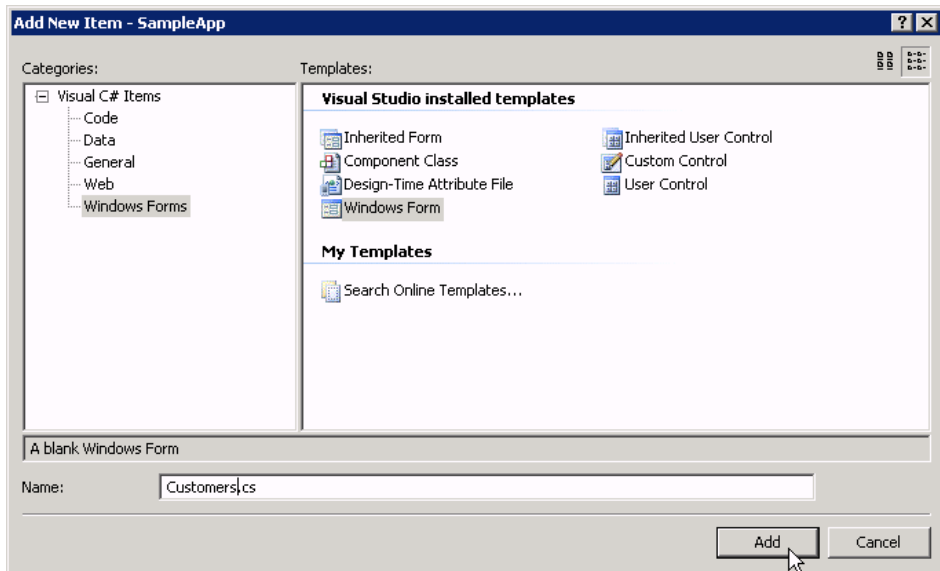 Add New Item - SampleApp
Categories:
Templates:
Visual C# Items
Code
Data
General
Web
Windows Forms
Visual Studio installed templates
Inherited Form
Inherited User Control
Component Class
Custom Control
Design-Time Attribute File
User Control
Windows Form
My Templates
Search Online Templates...
A blank Windows Form
Name:
Customers.cs
Add
Cancel